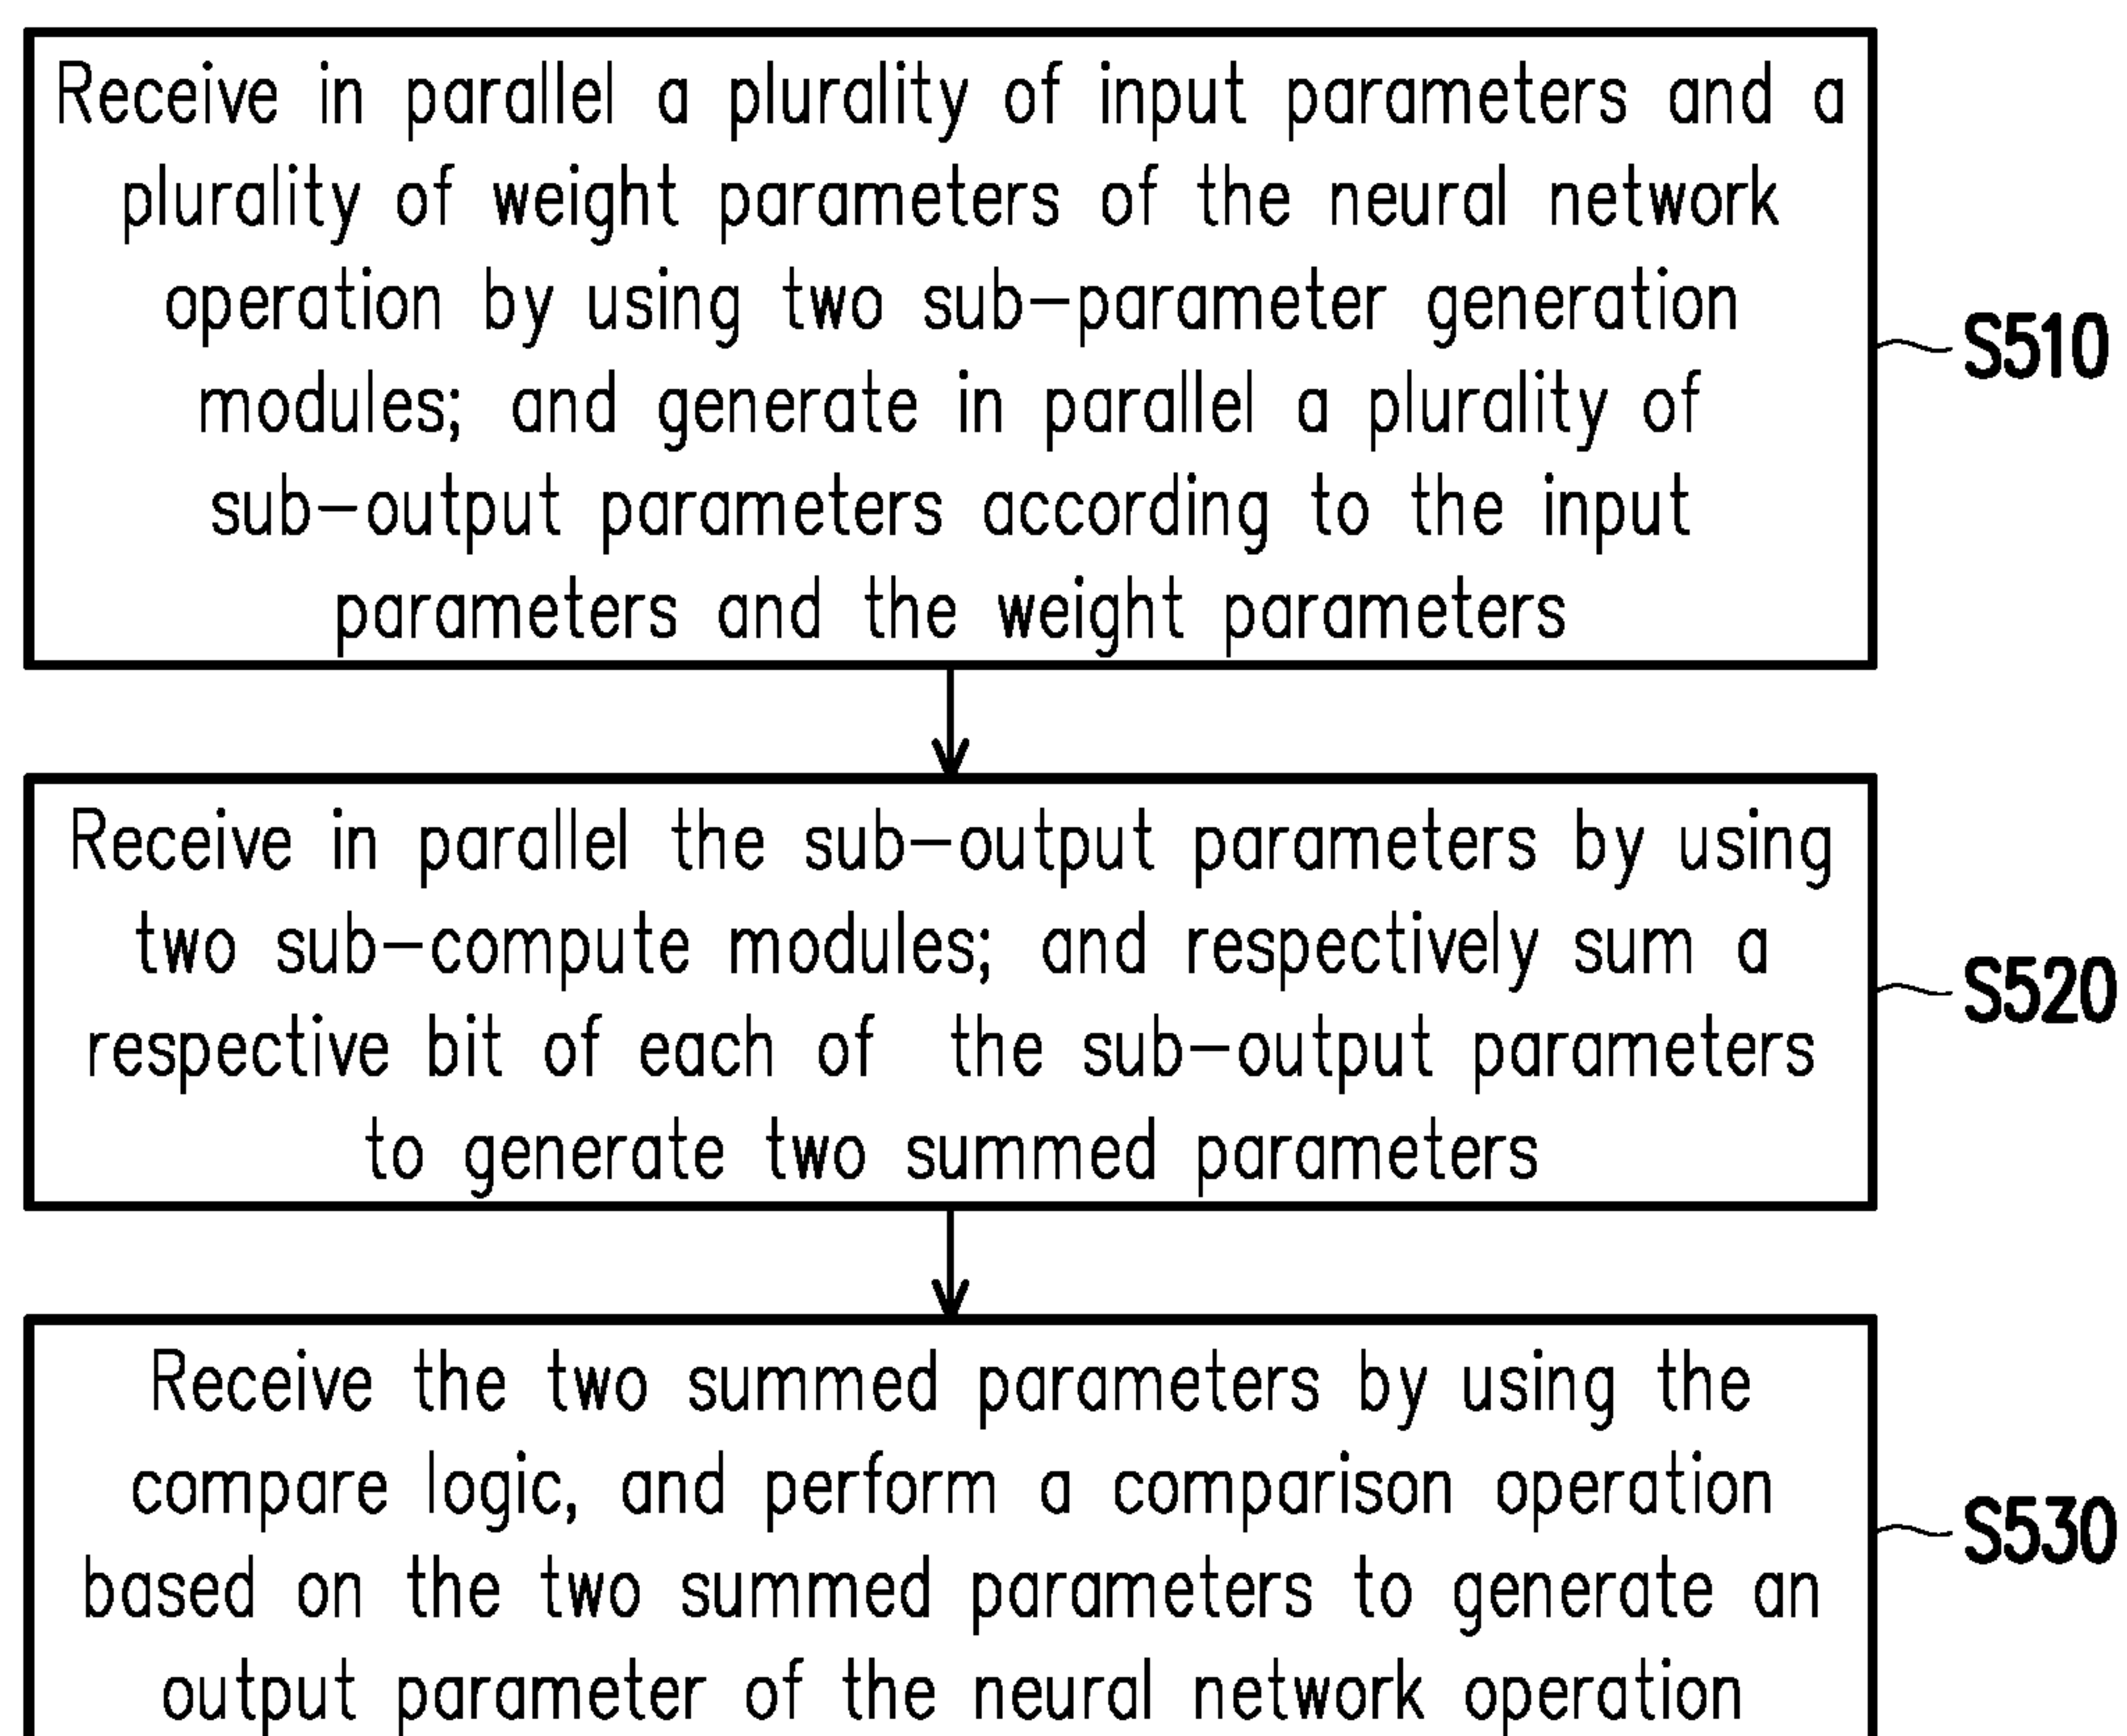 Receive in parallel a plurality of input parameters and a
plurality of weight parameters of the neural network
operation by using two sub-parameter generation
modules; and generate in parallel a plurality of
sub-output parameters according to the input
parameters and the weight parameters
S510
Receive in parallel the sub-output parameters by using
two sub-compute modules; and respectively sum a
respective bit of each of the sub-output parameters
to generate two summed parameters
S520
Receive the two summed parameters by using the
compare logic, and perform a comparison operation
based on the two summed parameters to generate an
output parameter of the neural network operation
S530